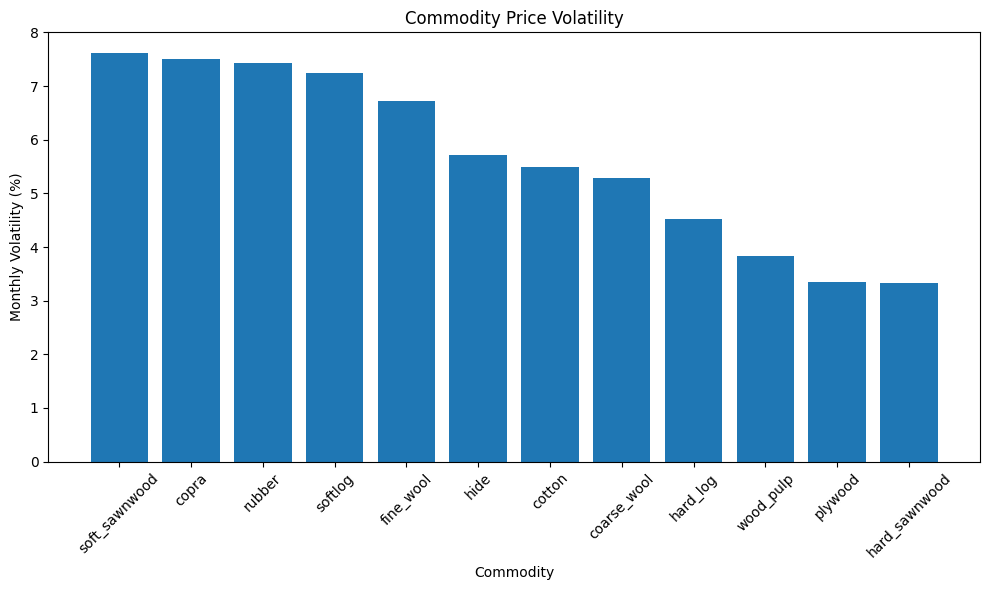 Commodity Price Volatility
Monthly Volatility (%)
8
7
6
5
4
3
2
1
0
soft_sawnwood
copra
rubber
softlog
fine_wool
hide
cotton
coarse_wool
hard_log
wood_pulp
plywood
hard_sawnwood
Commodity